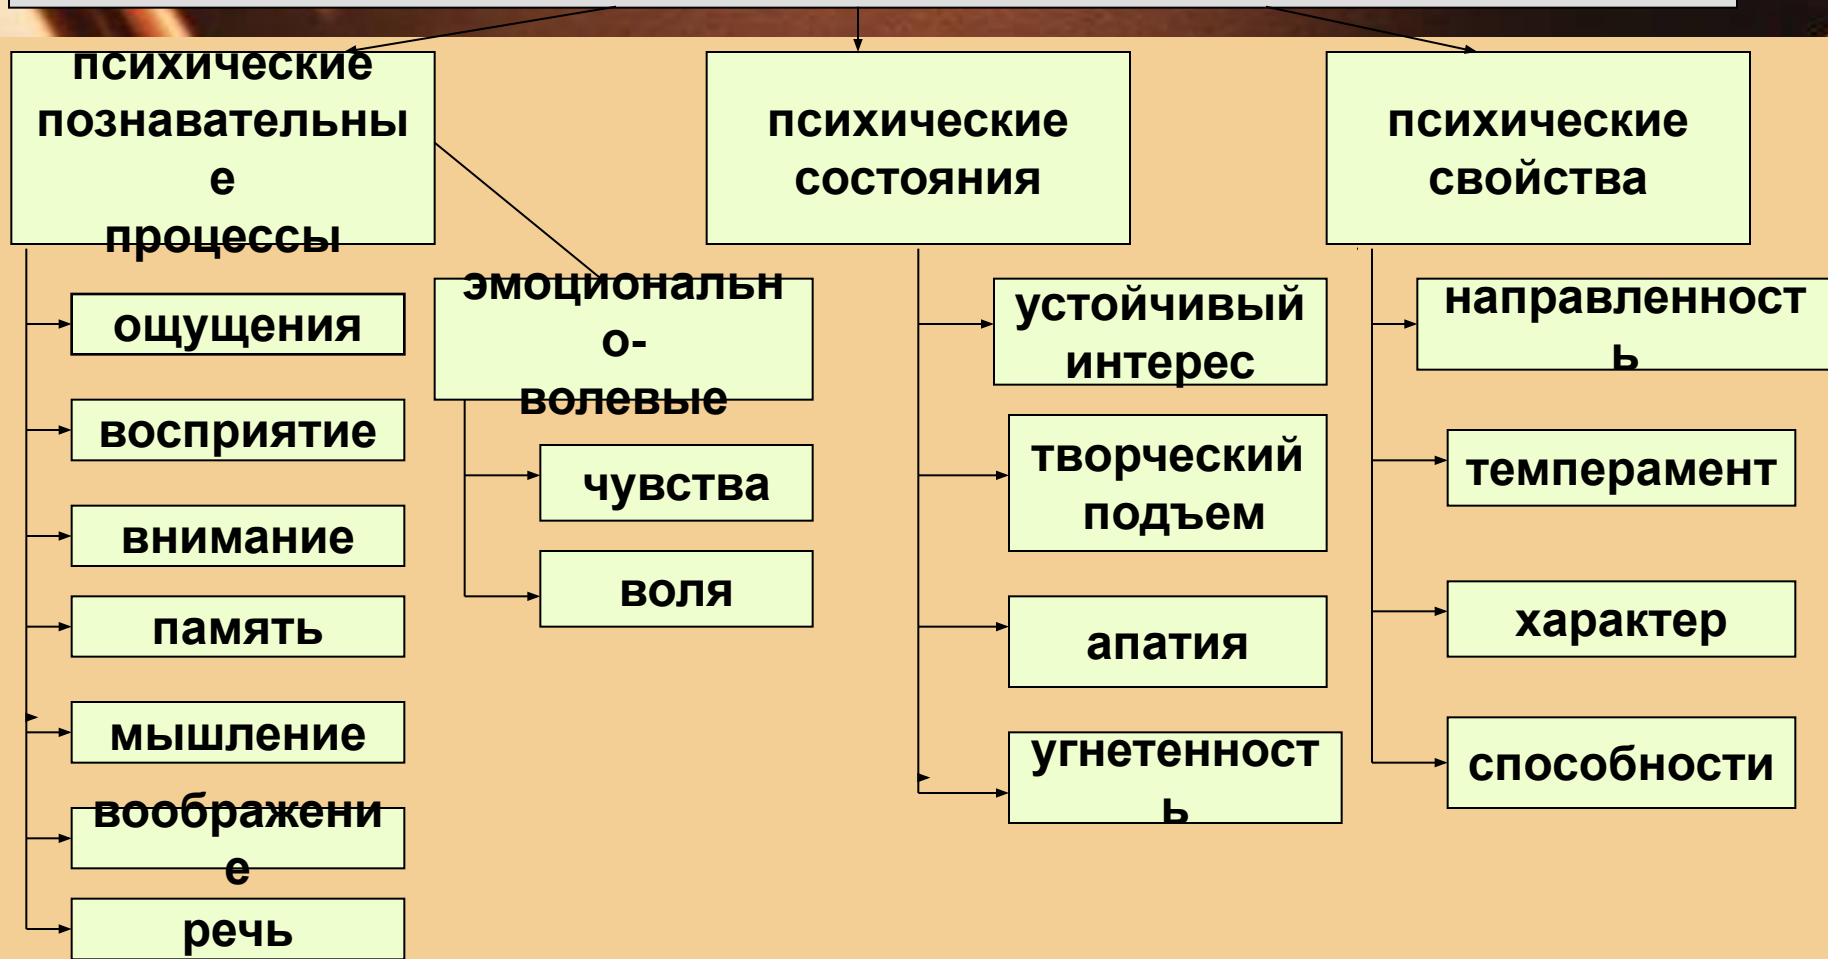 психические
познавательны
е
процессы
ощущения
восприятие
внимание
память
мышление
воображени
е
речь
эмоциональн
о-
волевые
чувства
воля
психические
состояния
устойчивый
интерес
творческий
подъем
апатия
угнетенност
ь
психические
свойства
направленност
ь
темперамент
характер
способности